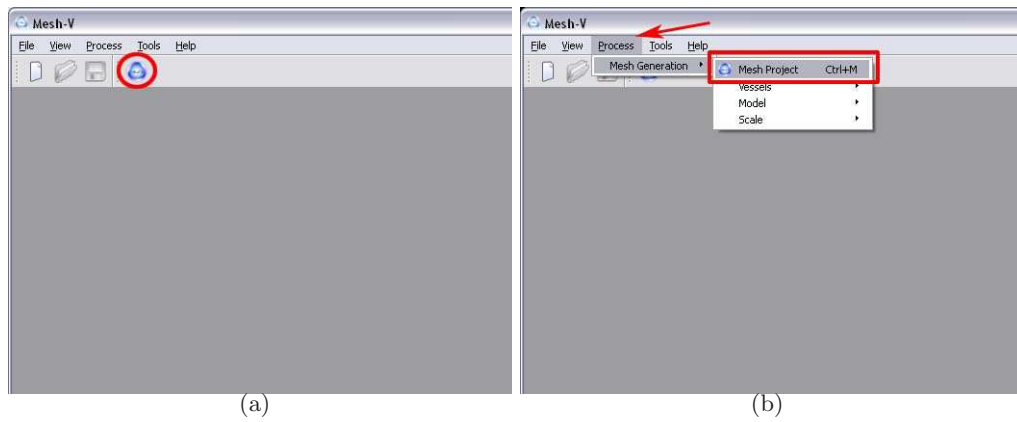 Mesh-V
File View Process Tools Help
(a)
Mesh-V
File View Process Tools Help
Mesh Generation
Mesh Project Ctrl+M
Vessels
Model
Scale
(b)